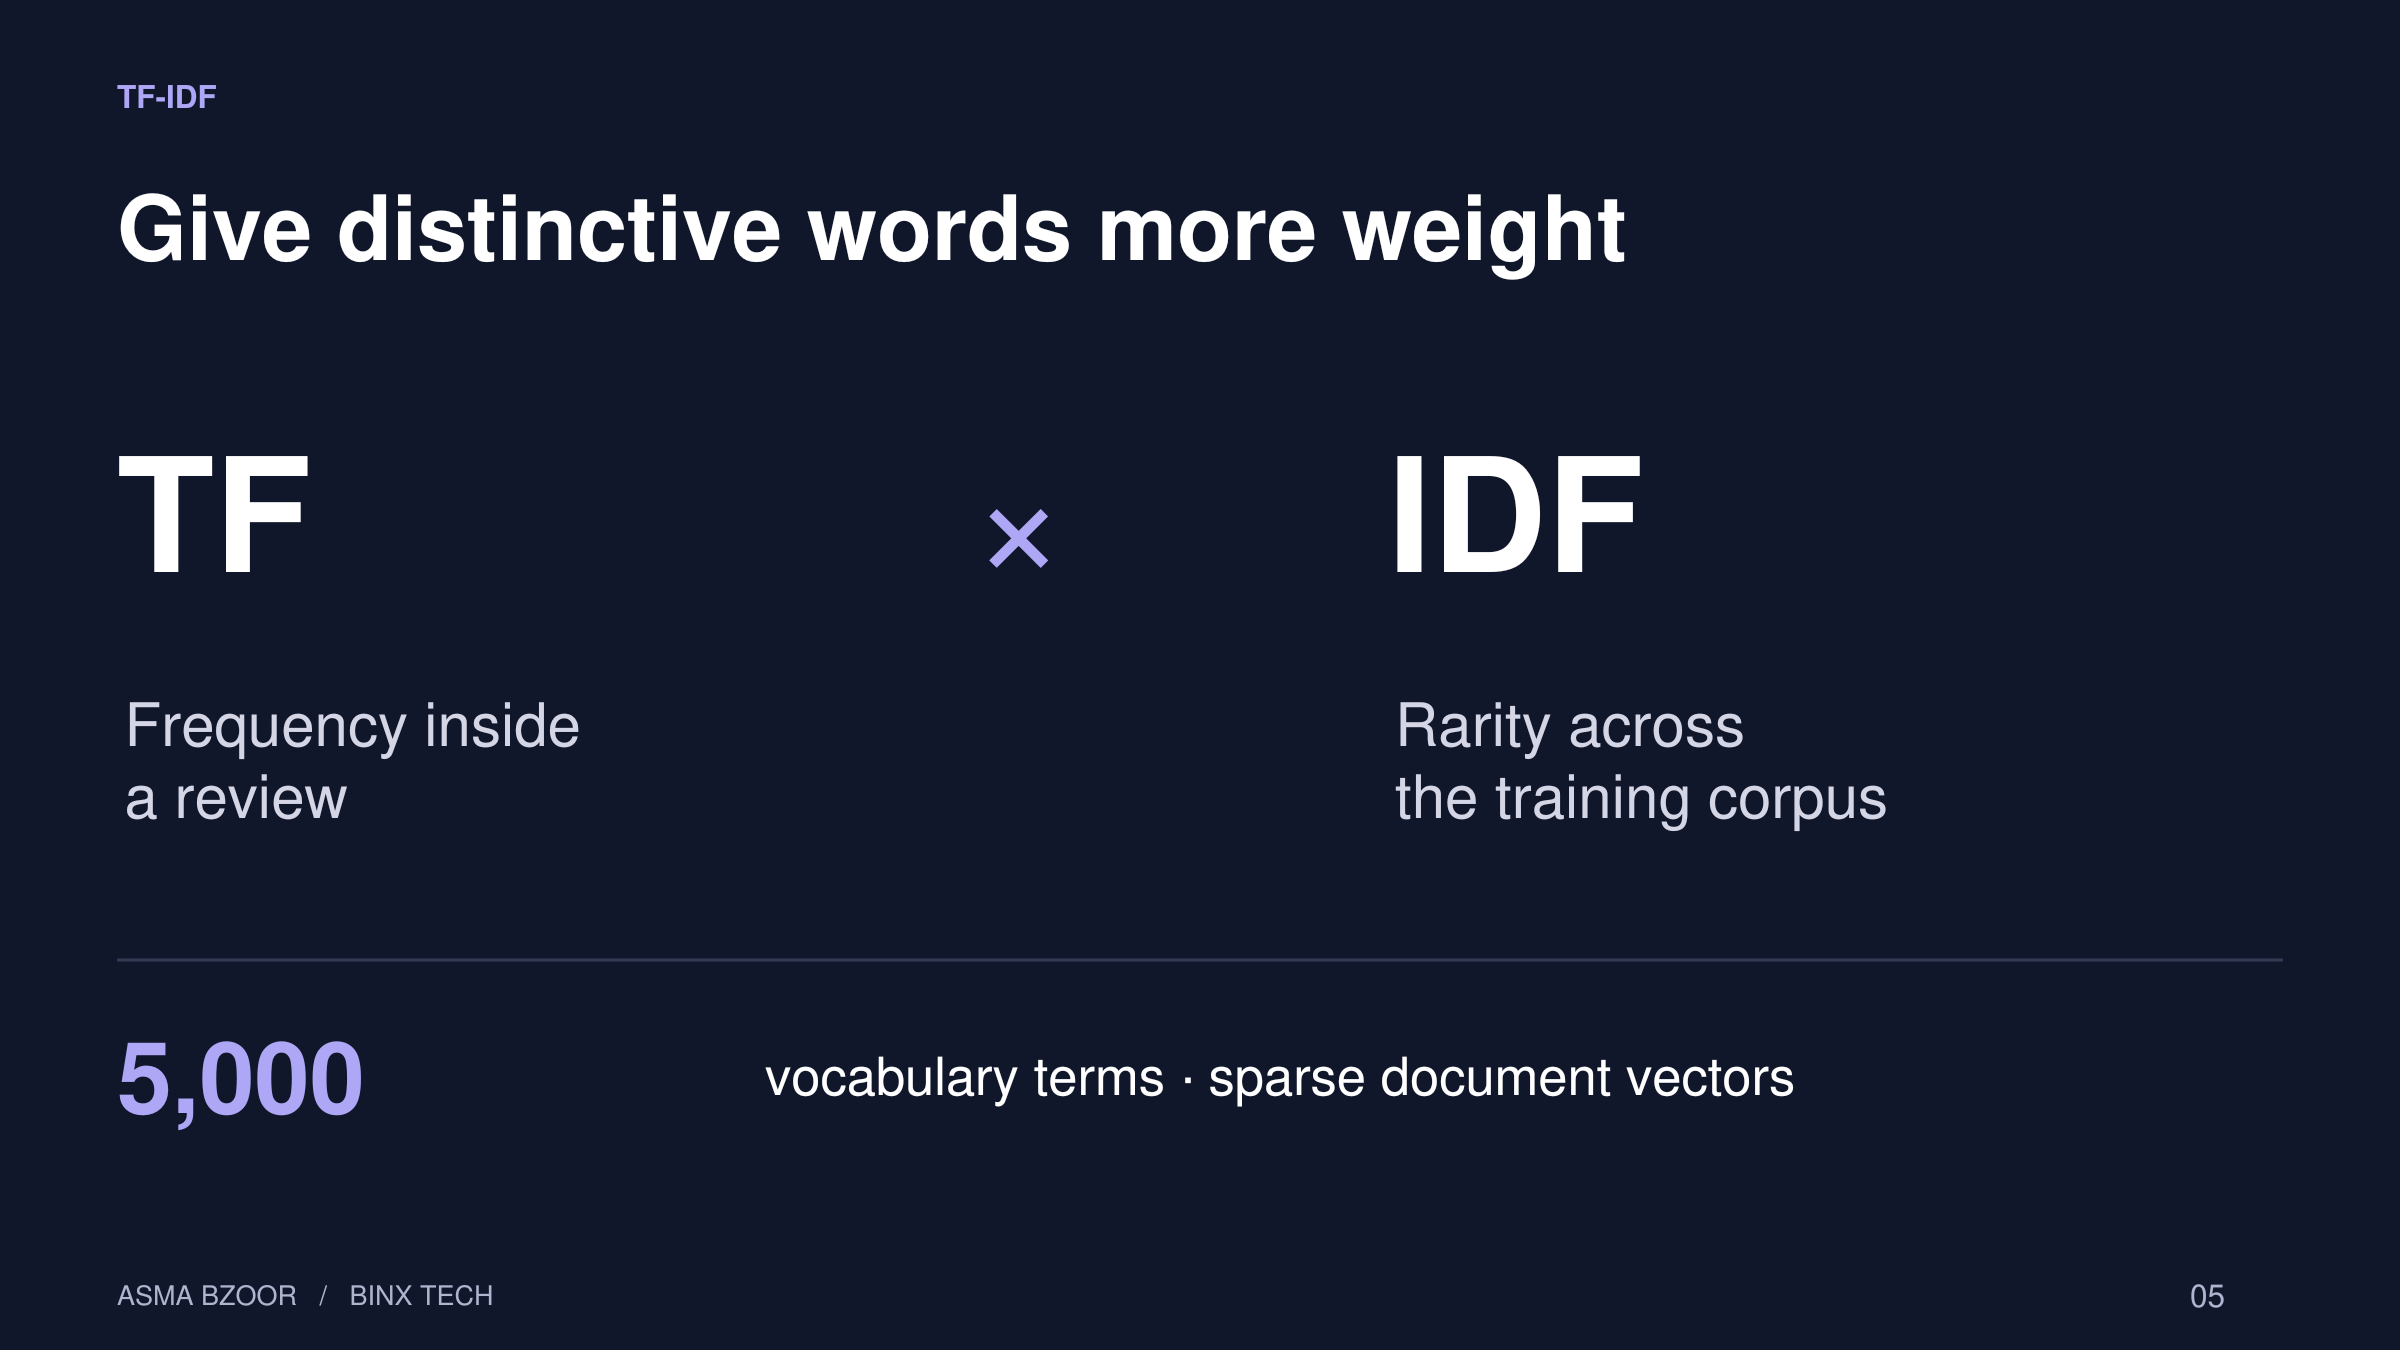 TF-IDF
Give distinctive words more weight
TF
×
IDF
Frequency inside
a review
Rarity across
the training corpus
5,000
vocabulary terms · sparse document vectors
ASMA BZOOR / BINX TECH
05